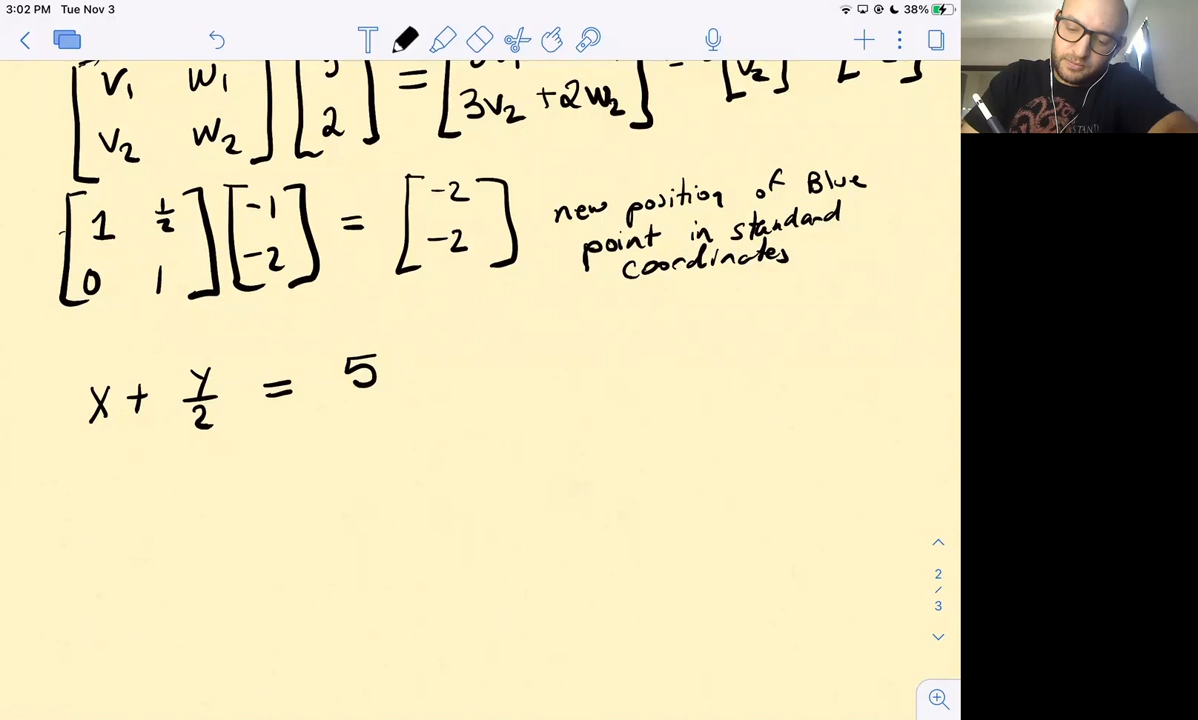 3:02 PM Tue Nov 3 38%
T
v₁ w₁
v₂ w₂ 2 = 3v₂ + 2w₂ v₂
1 ½ -1 = -2 new position of Blue
0 1 -2 -2 point in standard
coordinates
x + y/2 = 5
2
/
3